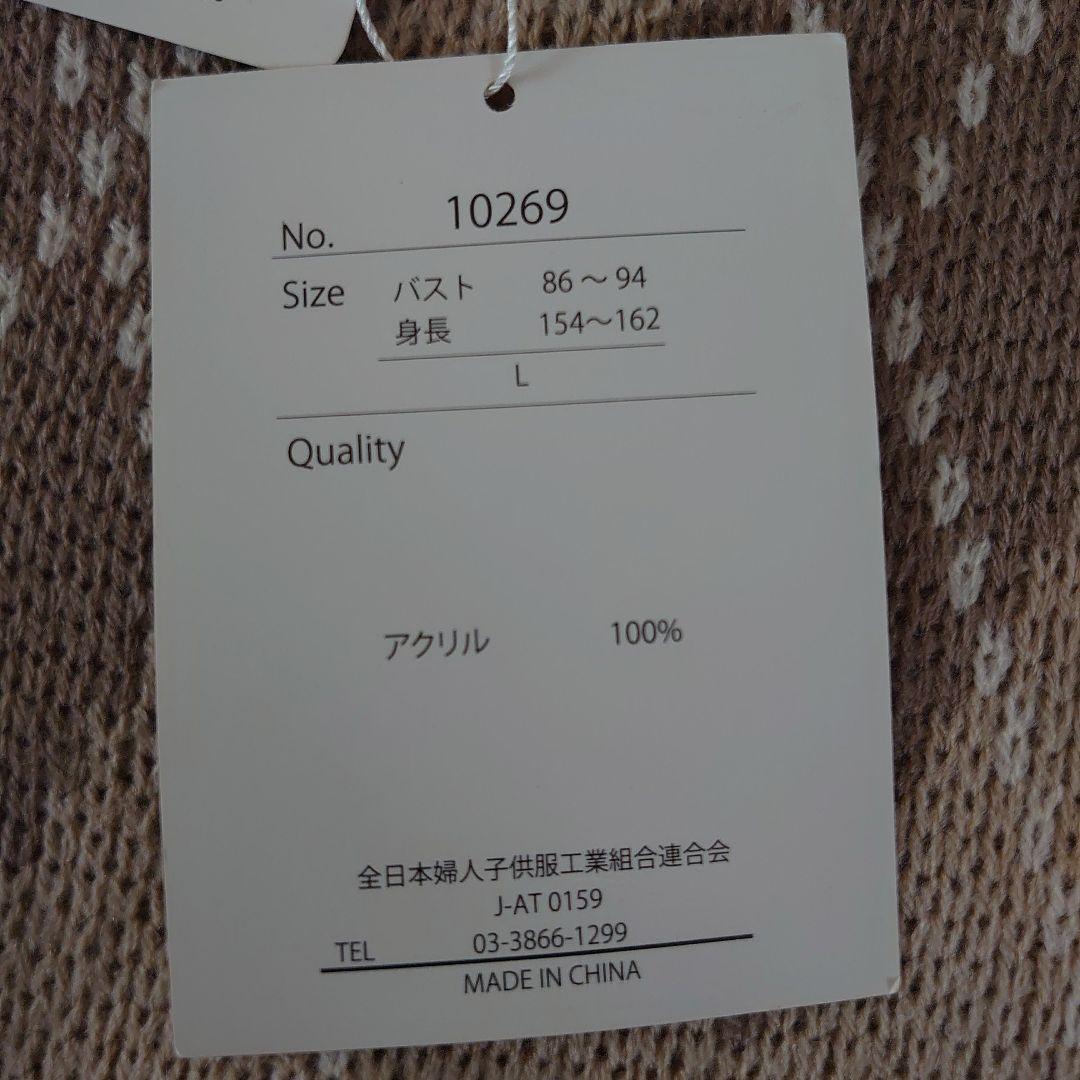 No. 10269
Size バスト 86～94
身長 154～162
L
Quality
アクリル 100%
全日本婦人子供服工業組合連合会
J-AT 0159
TEL 03-3866-1299
MADE IN CHINA